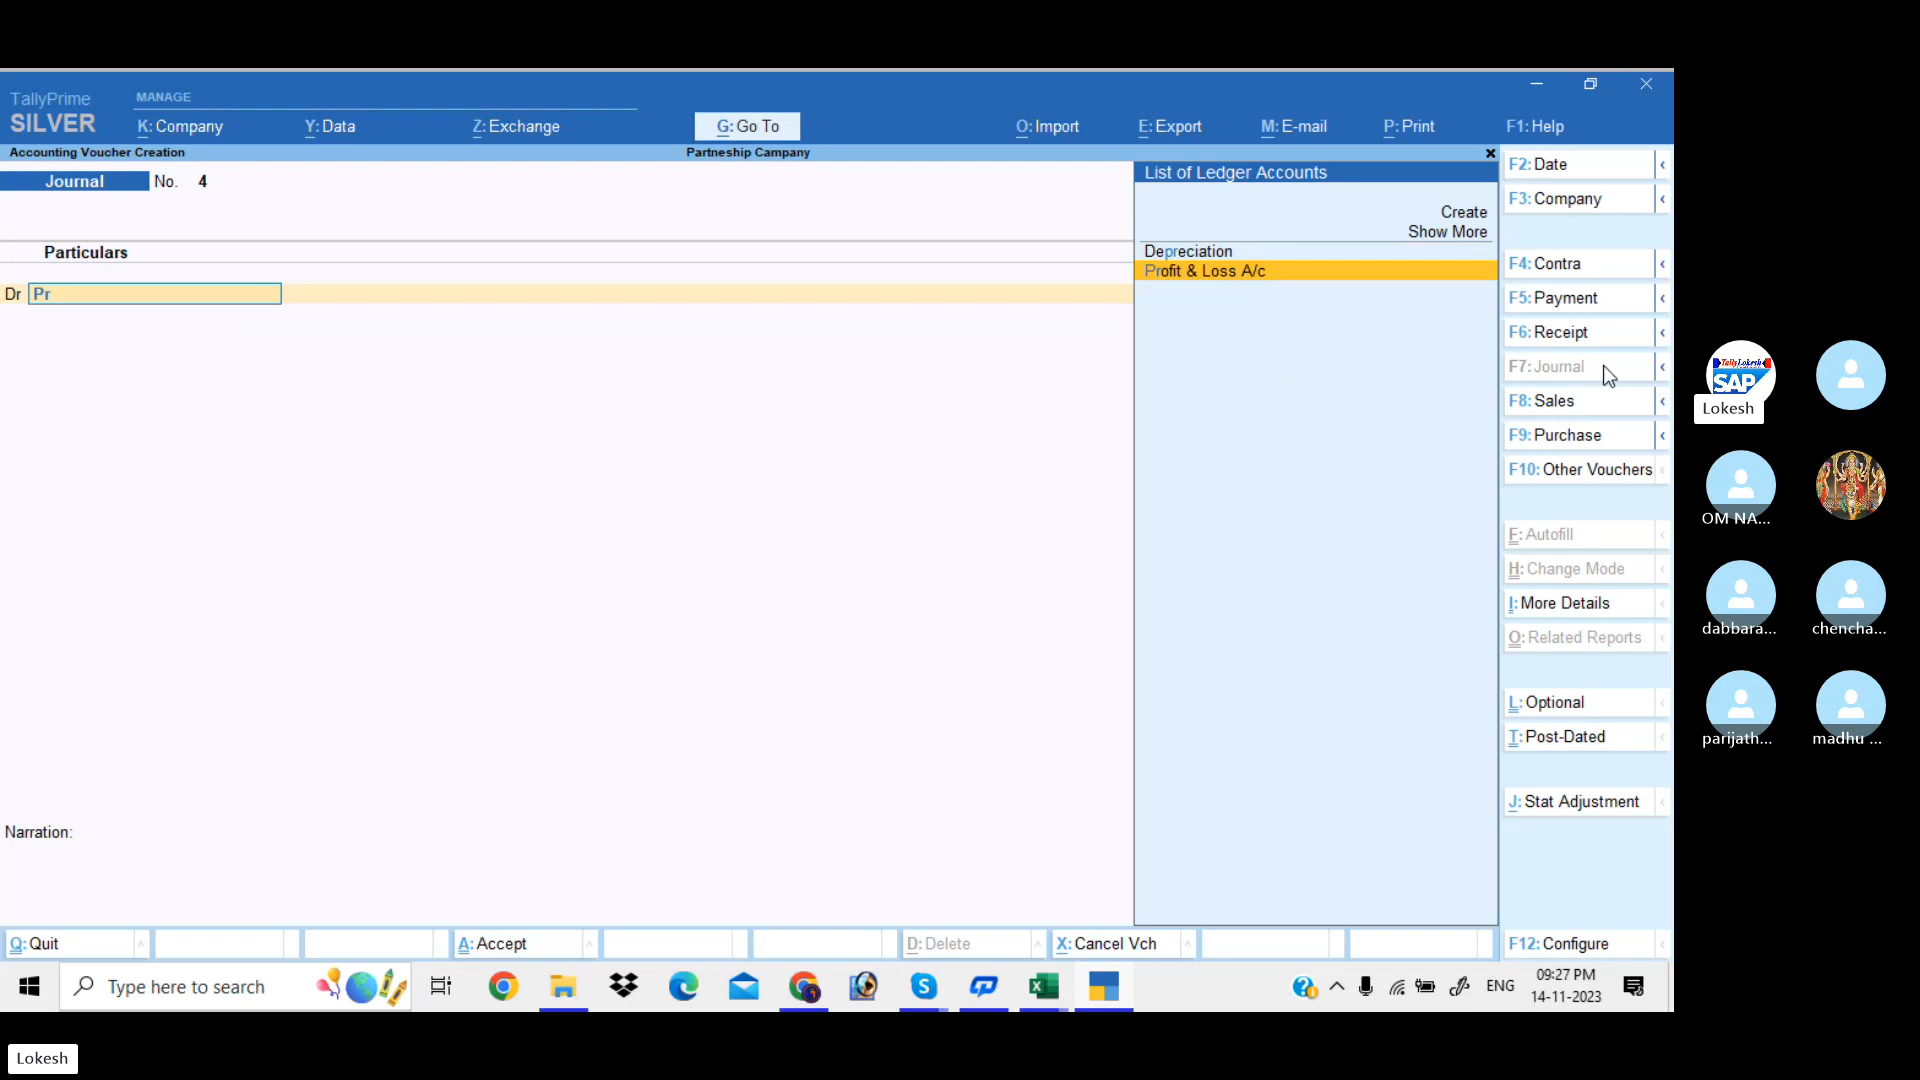 TallyPrime
SILVER
MANAGE
K: Company
Y: Data
Z: Exchange
G: Go To
O: Import
E: Export
M: E-mail
P: Print
F1: Help
Accounting Voucher Creation
Partneship Campany
Journal No. 4
Particulars
Dr Pr
Narration:
List of Ledger Accounts
Create
Show More
Depreciation
Profit & Loss A/c
F2: Date
F3: Company
F4: Contra
F5: Payment
F6: Receipt
F7: Journal
F8: Sales
F9: Purchase
F10: Other Vouchers
F: Autofill
H: Change Mode
I: More Details
O: Related Reports
L: Optional
T: Post-Dated
J: Stat Adjustment
F12: Configure
Q: Quit
A: Accept
D: Delete
X: Cancel Vch
Type here to search
ENG
09:27 PM
14-11-2023
TallyLokesh
SAP
Lokesh
OM NA...
dabbara...
chencha...
parijath...
madhu ...
Lokesh